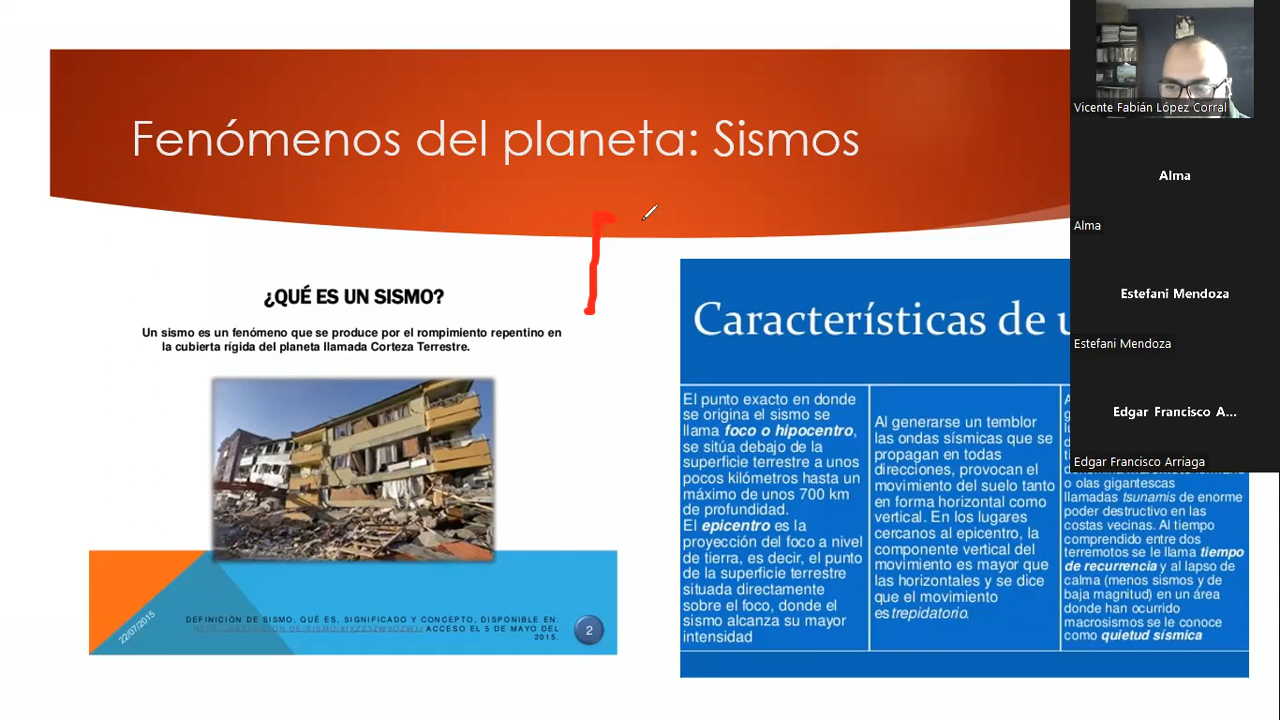 Fenómenos del planeta: Sismos
¿QUÉ ES UN SISMO?
Un sismo es un fenómeno que se produce por el rompimiento repentino en
la cubierta rígida del planeta llamada Corteza Terrestre.
22/07/2015
DEFINICIÓN DE SISMO, QUÉ ES, SIGNIFICADO Y CONCEPTO, DISPONIBLE EN:
ACCESO EL 5 DE MAYO DEL
2015.
2
Características de
El punto exacto en donde
se origina el sismo se
llama foco o hipocentro,
se sitúa debajo de la
superficie terrestre a unos
pocos kilómetros hasta un
máximo de unos 700 km
de profundidad.
El epicentro es la
proyección del foco a nivel
de tierra, es decir, el punto
de la superficie terrestre
situada directamente
sobre el foco, donde el
sismo alcanza su mayor
intensidad
Al generarse un temblor
las ondas sísmicas que se
propagan en todas
direcciones, provocan el
movimiento del suelo tanto
en forma horizontal como
vertical. En los lugares
cercanos al epicentro, la
componente vertical del
movimiento es mayor que
las horizontales y se dice
que el movimiento
es trepidatorio.
o olas gigantescas
llamadas tsunamis de enorme
poder destructivo en las
costas vecinas. Al tiempo
comprendido entre dos
terremotos se le llama tiempo
de recurrencia y al lapso de
calma (menos sismos y de
baja magnitud) en un área
donde han ocurrido
macrosismos se le conoce
como quietud sísmica
Vicente Fabián López Corral
Alma
Alma
Estefani Mendoza
Estefani Mendoza
Edgar Francisco A...
Edgar Francisco Arriaga